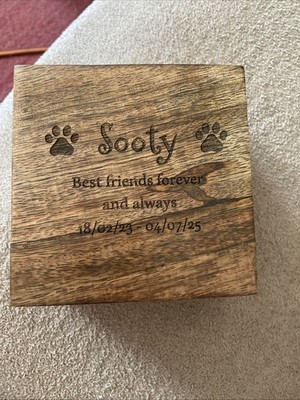 Sooty
Best friends forever
and always
18/02/23 - 04/07/25